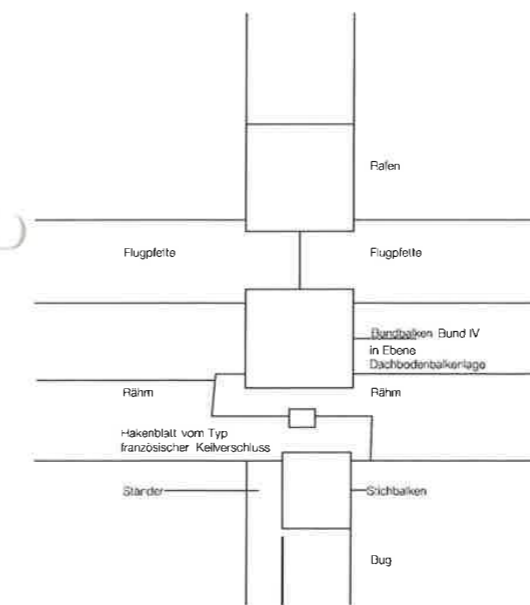 Rafen
Flugpfette
Flugpfette
Bundbalken Bund IV
in Ebene
Dachbodenbalkenlage
Rähm
Rähm
Hakenblatt vom Typ
französischer Keilverschluss
Ständer
Stichbalken
Bug